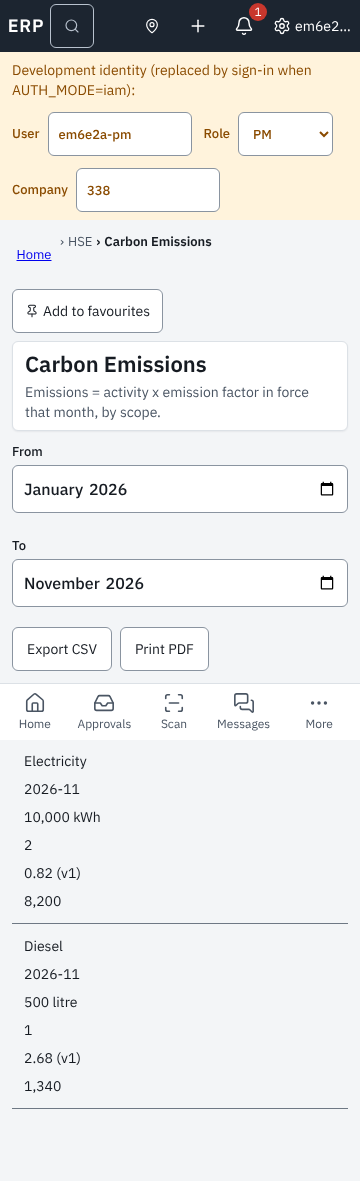 ERP
1
em6e2...
Development identity (replaced by sign-in when
AUTH_MODE=iam):
User em6e2a-pm Role PM
Company 338
Home › HSE › Carbon Emissions
Add to favourites
Carbon Emissions
Emissions = activity x emission factor in force
that month, by scope.
From
January 2026
To
November 2026
Export CSV Print PDF
Home Approvals Scan Messages More
Electricity
2026-11
10,000 kWh
2
0.82 (v1)
8,200
Diesel
2026-11
500 litre
1
2.68 (v1)
1,340